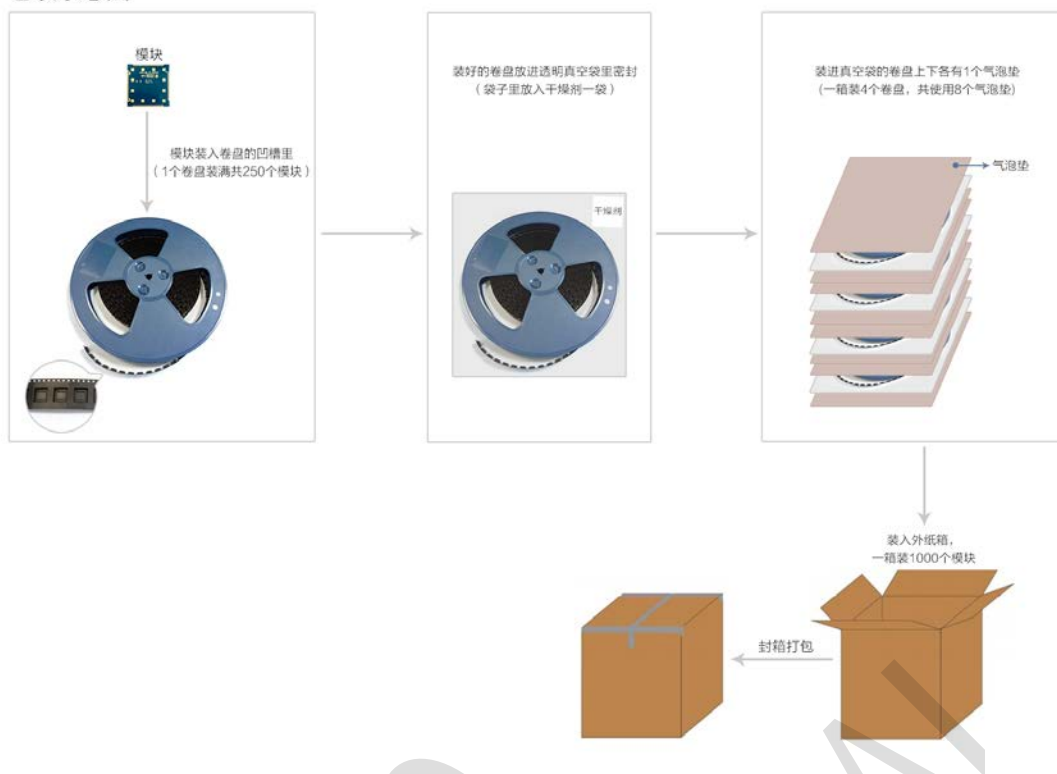 模块
模块装入卷盘的凹槽里
（1个卷盘装满共250个模块）
装好的卷盘放进透明真空袋里密封
（袋子里放入干燥剂一袋）
干燥剂
装进真空袋的卷盘上下各有1个气泡垫
(一箱装4个卷盘，共使用8个气泡垫)
气泡垫
装入外纸箱，
一箱装1000个模块
封箱打包